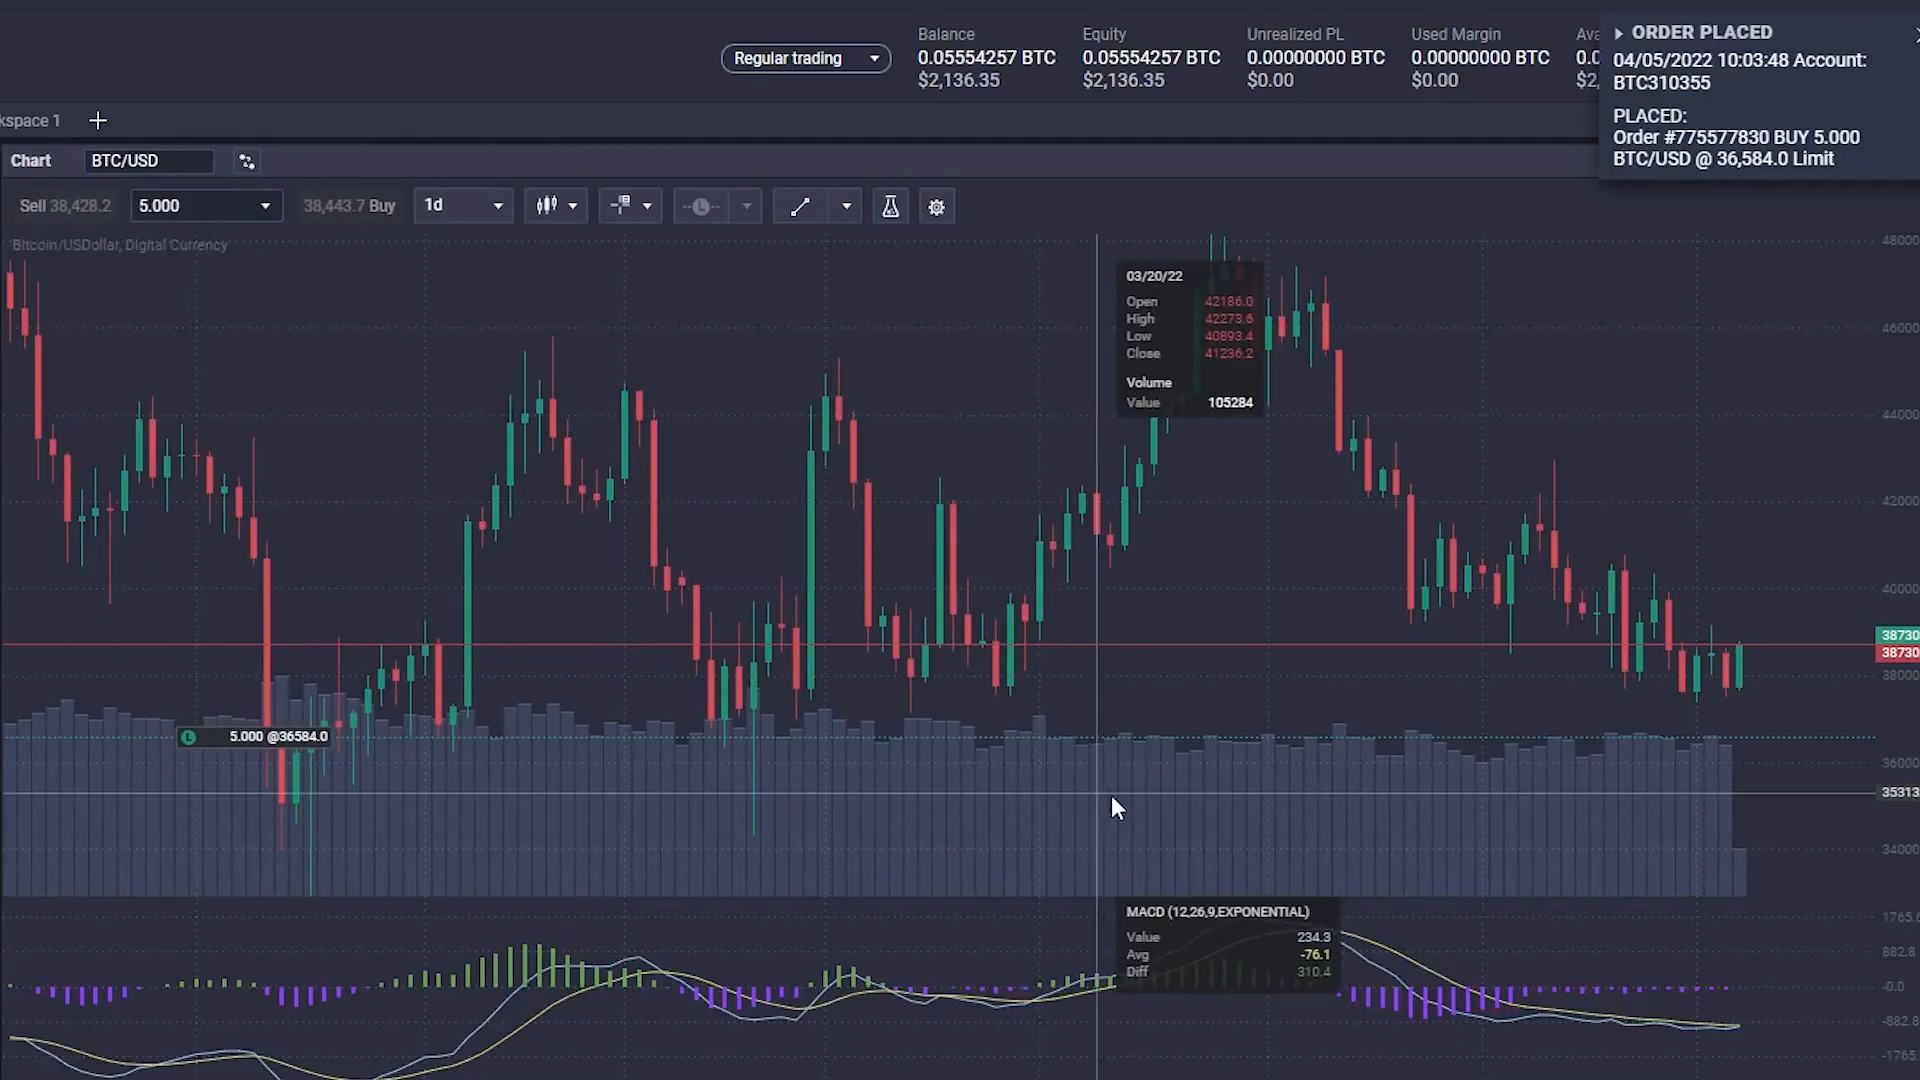 Regular trading
Balance
0.05554257 BTC
$2,136.35
Equity
0.05554257 BTC
$2,136.35
Unrealized PL
0.00000000 BTC
$0.00
Used Margin
0.00000000 BTC
$0.00
Ava
0.0
$2,
ORDER PLACED
04/05/2022 10:03:48 Account:
BTC310355
PLACED:
Order #775577830 BUY 5.000
BTC/USD @ 36,584.0 Limit
kspace 1
Chart BTC/USD
Sell 38,428.2 5.000 38,443.7 Buy 1d
Bitcoin/USDollar, Digital Currency
48000
46000
44000
42000
40000
38730
38730
38000
36000
35313
34000
03/20/22
Open 42186.0
High 42273.6
Low 40893.4
Close 41236.2
Volume
Value 105284
L 5.000 @36584.0
MACD (12,26,9,EXPONENTIAL)
Value 234.3
Avg -76.1
Diff 310.4
1765.6
882.8
-0.0
-882.8
-1765.